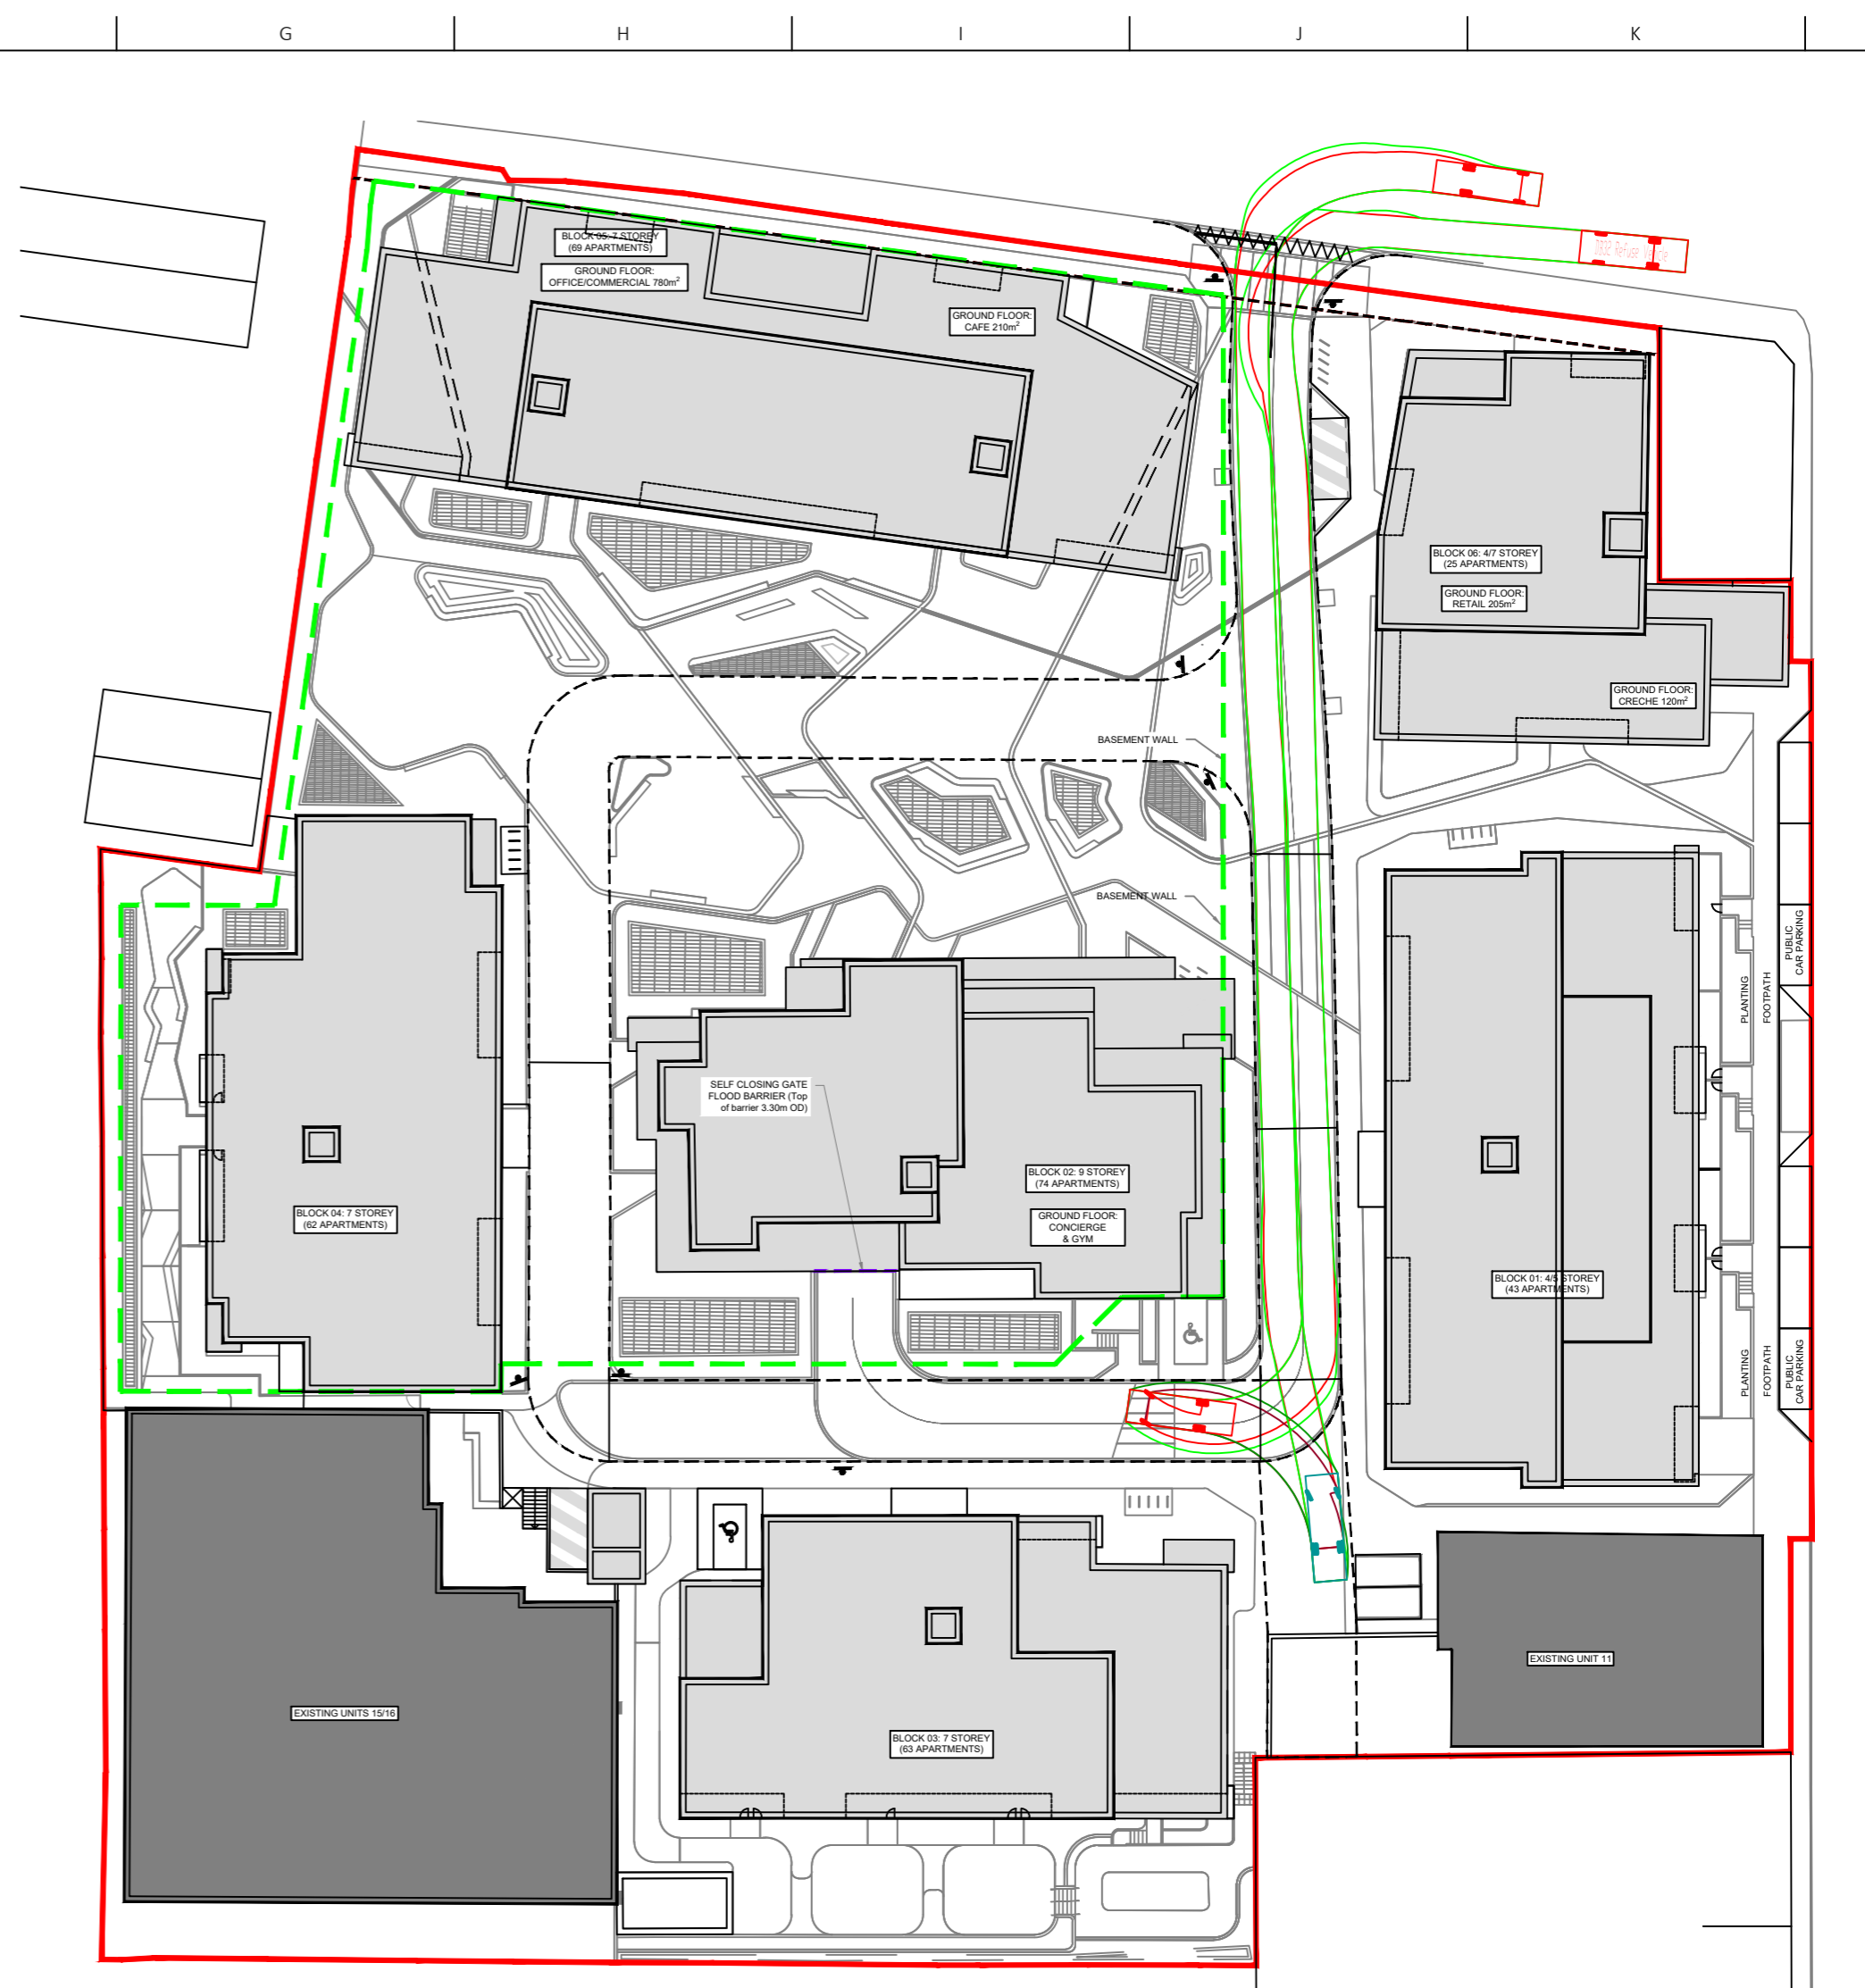 G
H
I
J
K
DB32 Refuse Vehicle
BLOCK 05: 7 STOREY
(69 APARTMENTS)
GROUND FLOOR:
OFFICE/COMMERCIAL 780m²
GROUND FLOOR:
CAFE 210m²
BLOCK 06: 4/7 STOREY
(25 APARTMENTS)
GROUND FLOOR:
RETAIL 205m²
GROUND FLOOR:
CRECHE 120m²
BASEMENT WALL
BASEMENT WALL
PUBLIC
CAR PARKING
FOOTPATH
PLANTING
SELF CLOSING GATE
FLOOD BARRIER (Top
of barrier 3.30m OD)
BLOCK 02: 9 STOREY
(74 APARTMENTS)
GROUND FLOOR:
CONCIERGE
& GYM
BLOCK 04: 7 STOREY
(62 APARTMENTS)
BLOCK 01: 4/5 STOREY
(43 APARTMENTS)
PLANTING
FOOTPATH
PUBLIC
CAR PARKING
EXISTING UNIT 11
EXISTING UNITS 15/16
BLOCK 03: 7 STOREY
(63 APARTMENTS)